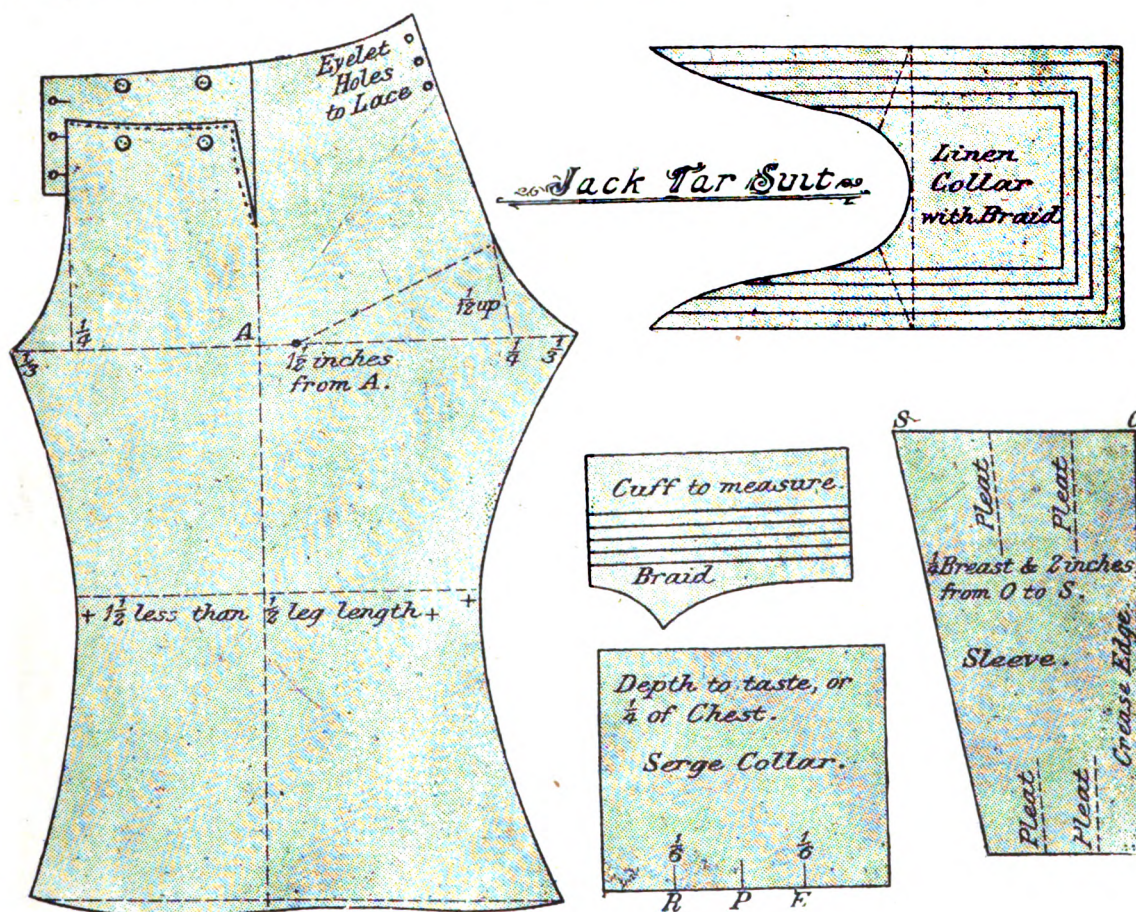 Eyelet
Holes
to Lace
1/2 up
1/4
A
1/3
1 1/2 inches
from A.
1/4
1/3
+ 1 1/2 less than 1/2 leg length +
+
Jack Tar Suit
Linen
Collar
with Braid
Cuff to measure.
Braid
Depth to taste, or
1/4 of Chest.
Serge Collar.
1/6
1/6
R
P
E
S
Pleat
Pleat
1/4 Breast & 2 inches
from O to S.
Sleeve.
Crease Edge.
Pleat
Pleat